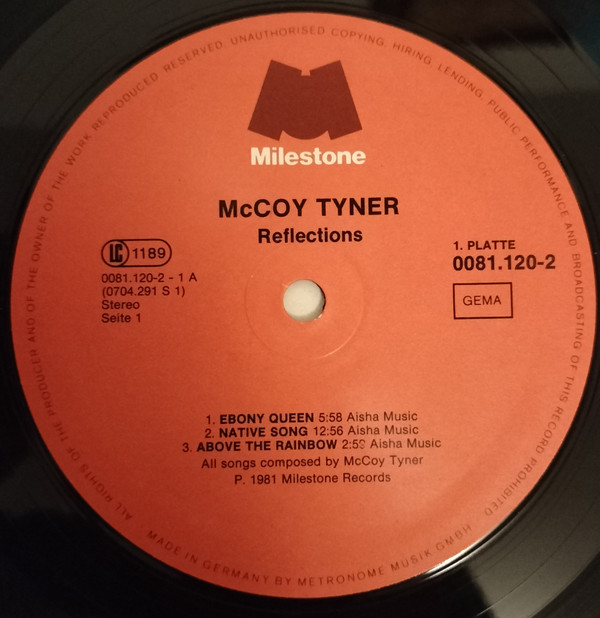 ALL RIGHTS OF THE PRODUCER AND OF THE OWNER OF THE WORK REPRODUCED RESERVED. UNAUTHORISED COPYING, HIRING, LENDING, PUBLIC PERFORMANCE AND BROADCASTING OF THIS RECORD PROHIBITED.
Milestone
McCOY TYNER
Reflections
LC 1189
0081.120-2 - 1 A
(0704.291 S 1)
Stereo
Seite 1
1. PLATTE
0081.120-2
GEMA
1. EBONY QUEEN 5:58 Aisha Music
2. NATIVE SONG 12:56 Aisha Music
3. ABOVE THE RAINBOW Aisha Music
All songs composed by McCoy Tyner
P. 1981 Milestone Records
MADE IN GERMANY BY METRONOME MUSIK GMBH